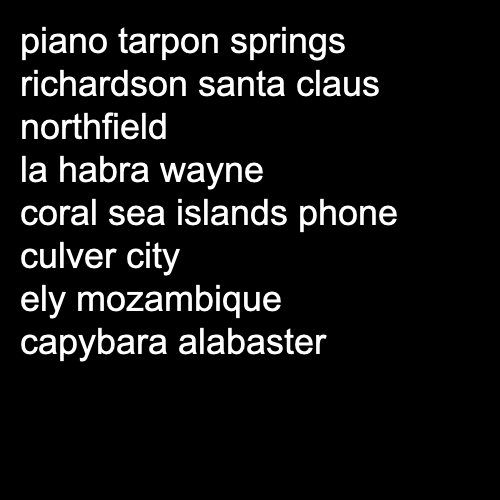 piano tarpon springs
richardson santa claus
northfield
la habra wayne
coral sea islands phone
culver city
ely mozambique
capybara alabaster